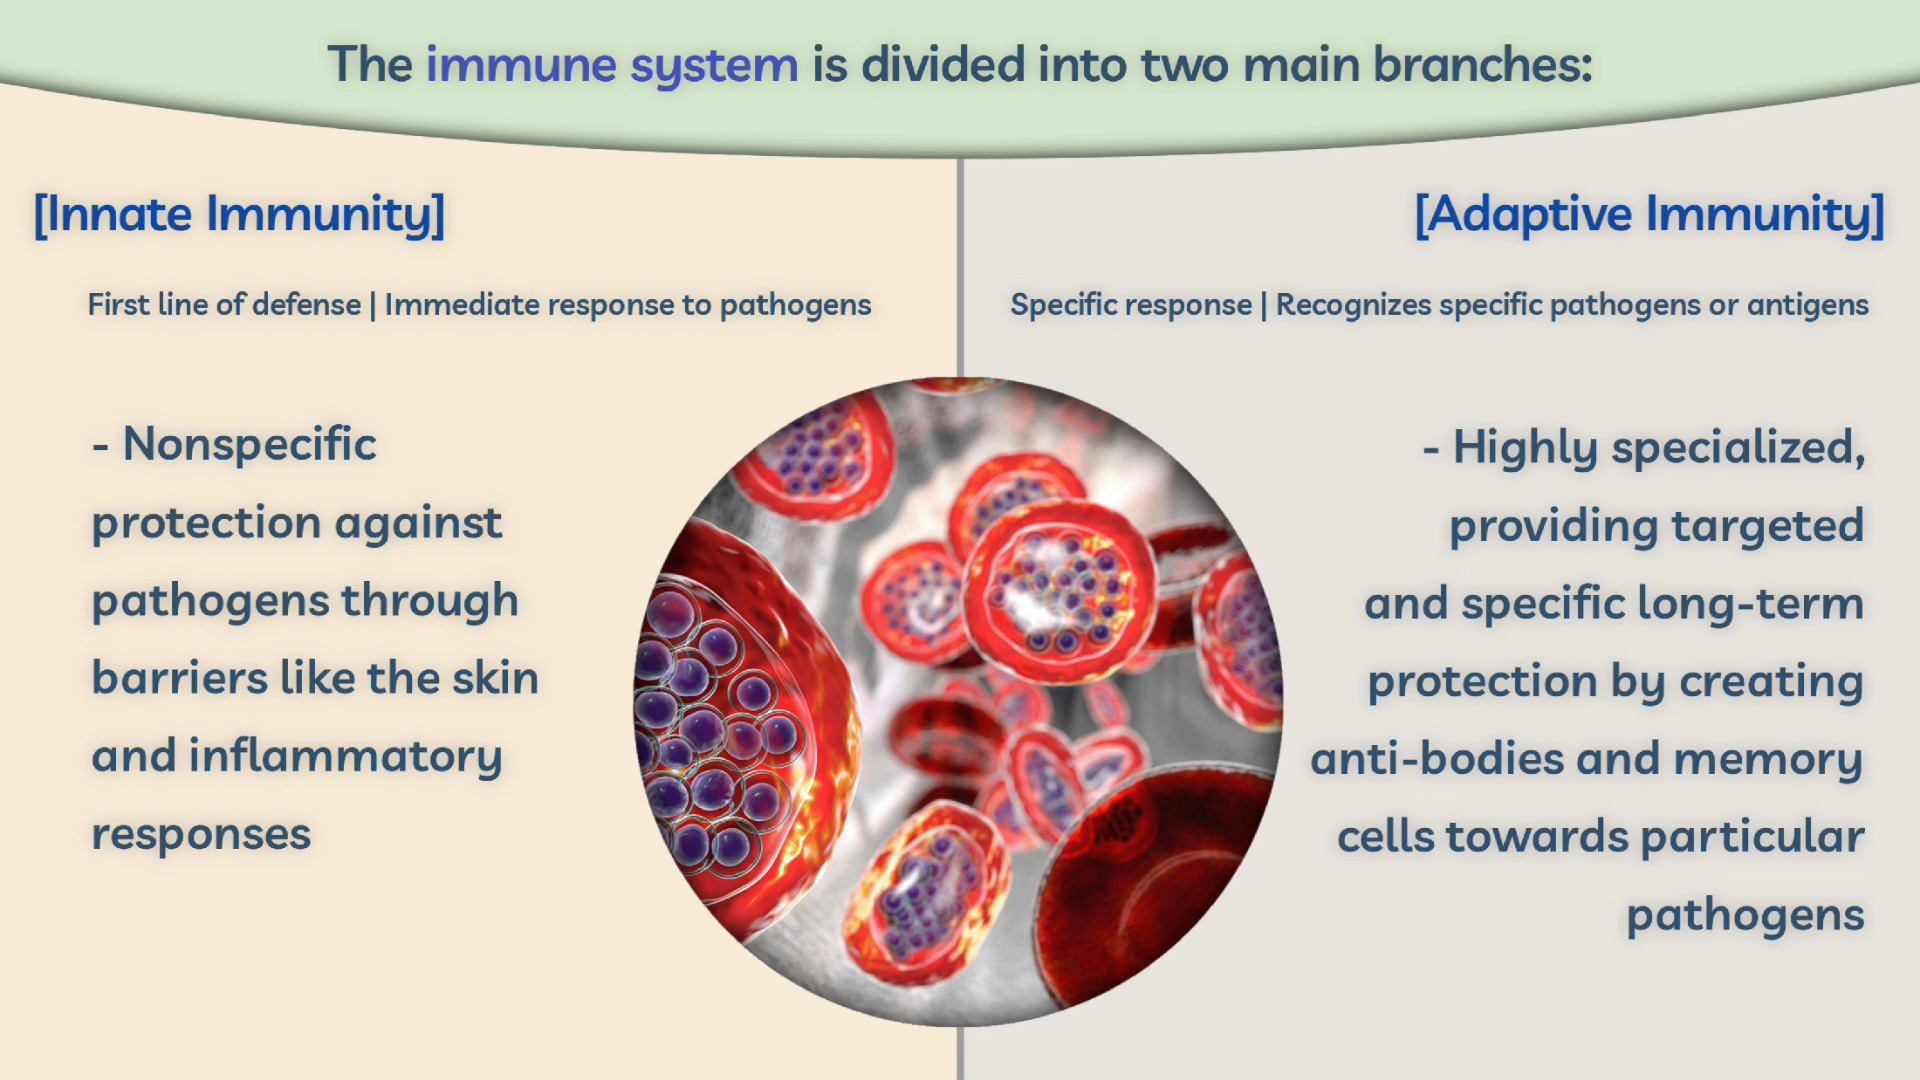 The immune system is divided into two main branches:
[Innate Immunity]
First line of defense | Immediate response to pathogens
- Nonspecific
protection against
pathogens through
barriers like the skin
and inflammatory
responses
[Adaptive Immunity]
Specific response | Recognizes specific pathogens or antigens
- Highly specialized,
providing targeted
and specific long-term
protection by creating
anti-bodies and memory
cells towards particular
pathogens